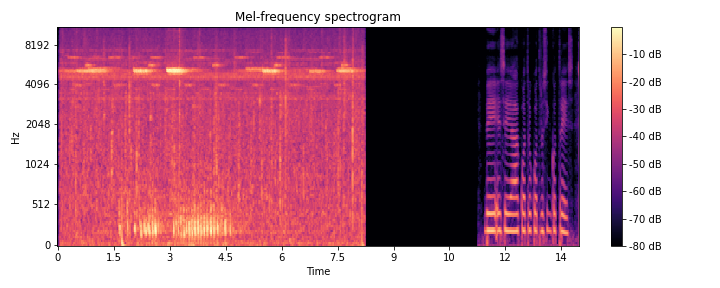 Mel-frequency spectrogram
8192
4096
2048
1024
512
0
Hz
0 1.5 3 4.5 6 7.5 9 10 12 14
Time
-10 dB
-20 dB
-30 dB
-40 dB
-50 dB
-60 dB
-70 dB
-80 dB